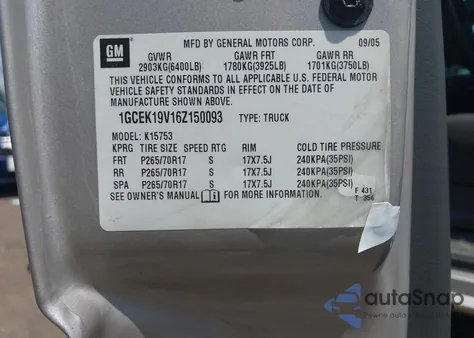 GM
MFD BY GENERAL MOTORS CORP. 09/05
GVWR GAWR FRT GAWR RR
2903KG(6400LB) 1780KG(3925LB) 1701KG(3750LB)
THIS VEHICLE CONFORMS TO ALL APPLICABLE U.S. FEDERAL MOTOR
VEHICLE SAFETY STANDARDS IN EFFECT ON THE DATE OF
MANUFACTURE SHOWN ABOVE.
1GCEK19V16Z150093 TYPE: TRUCK
MODEL: K15753
KPRG TIRE SIZE SPEED RTG RIM COLD TIRE PRESSURE
FRT P265/70R17 S 17X7.5J 240KPA(35PSI)
RR P265/70R17 S 17X7.5J 240KPA(35PSI)
SPA P265/70R17 S 17X7.5J 240KPA(35PSI)
SEE OWNER'S MANUAL FOR MORE INFORMATION.
F 431
T 356
autoSnap